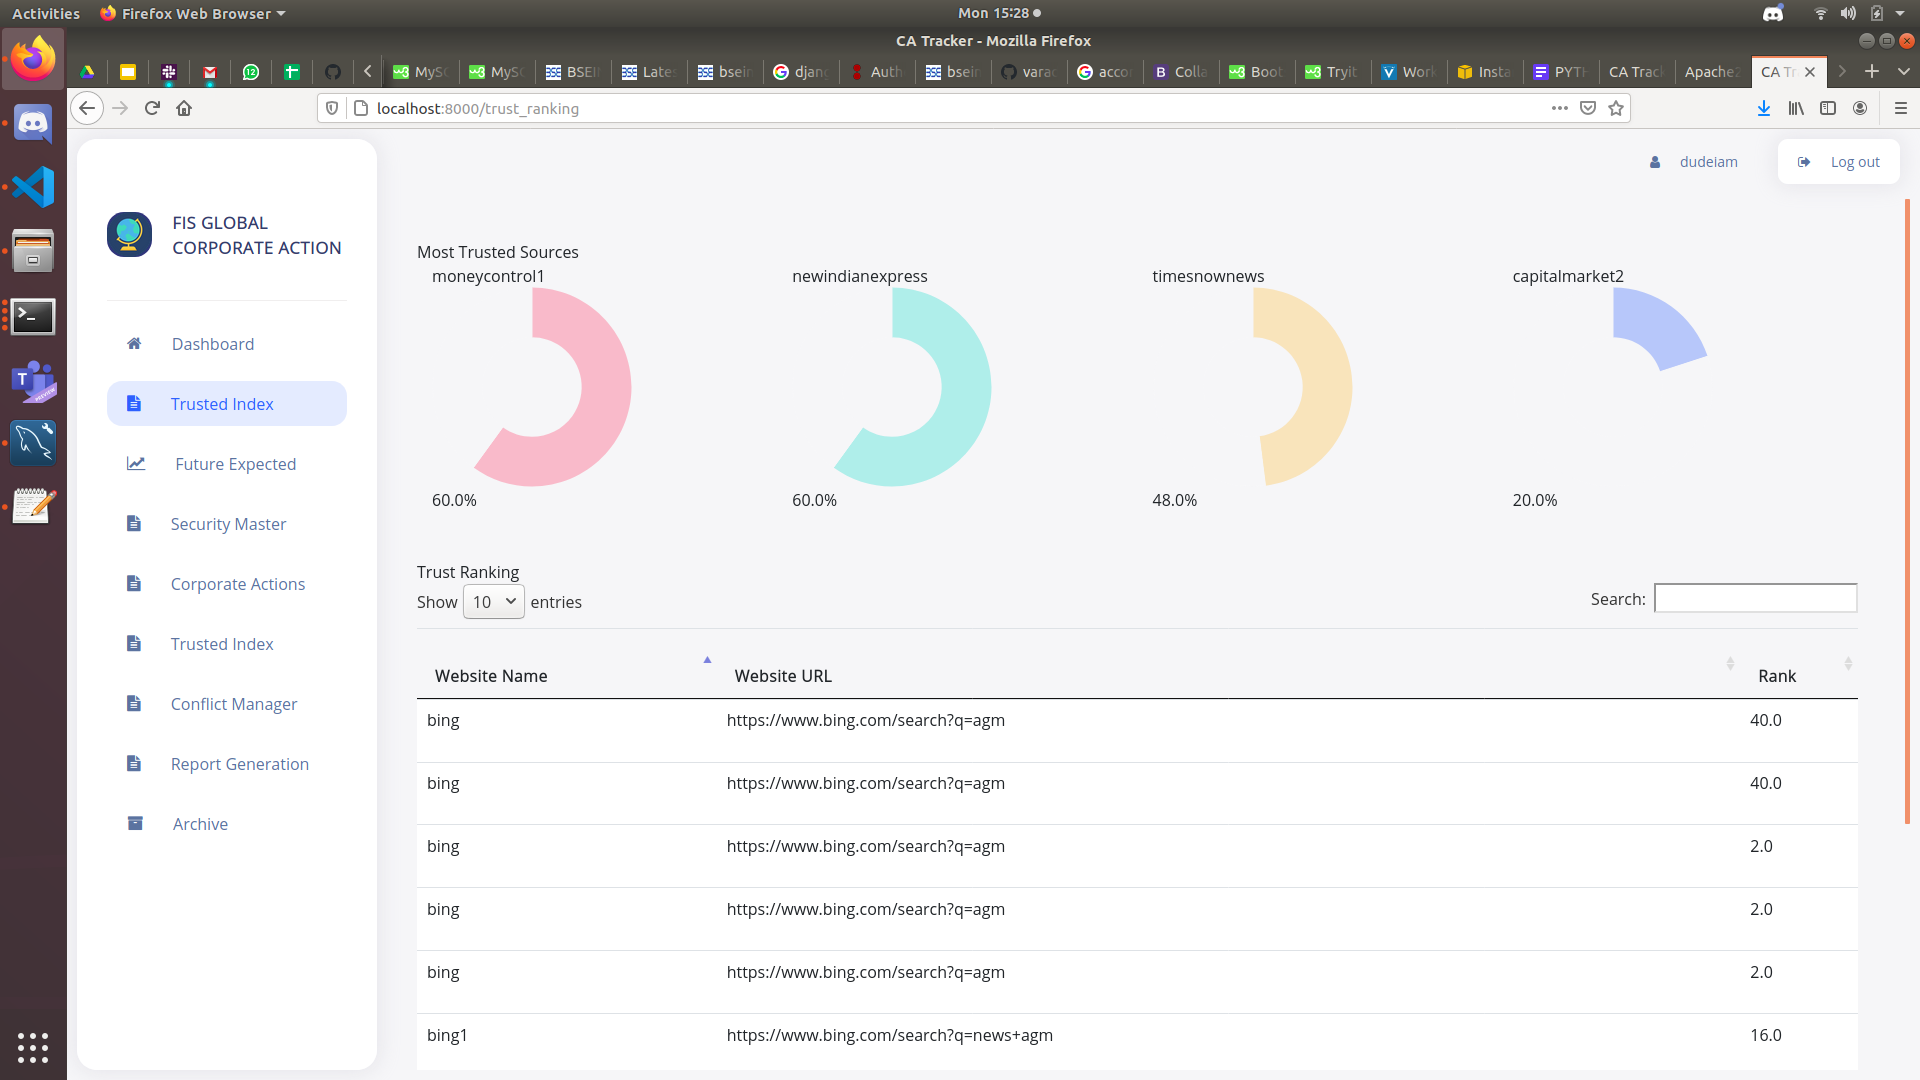 Activities
Firefox Web Browser
Mon 15:28
CA Tracker - Mozilla Firefox
12
MyS
MyS
BSEI
Lates
bsein
djan
Auth
bsein
varac
accor
Colla
Boot
Tryit
Work
Insta
PYT
CA Track
Apache2
CA Tr
localhost:8000/trust_ranking
dudeiam
Log out
FIS GLOBAL
CORPORATE ACTION
Dashboard
Trusted Index
Future Expected
Security Master
Corporate Actions
Trusted Index
Conflict Manager
Report Generation
Archive
Most Trusted Sources
moneycontrol1
newindianexpress
timesnownews
capitalmarket2
60.0%
60.0%
48.0%
20.0%
Trust Ranking
Show 10 entries
Search:
Website Name Website URL Rank
bing https://www.bing.com/search?q=agm 40.0
bing https://www.bing.com/search?q=agm 40.0
bing https://www.bing.com/search?q=agm 2.0
bing https://www.bing.com/search?q=agm 2.0
bing https://www.bing.com/search?q=agm 2.0
bing1 https://www.bing.com/search?q=news+agm 16.0